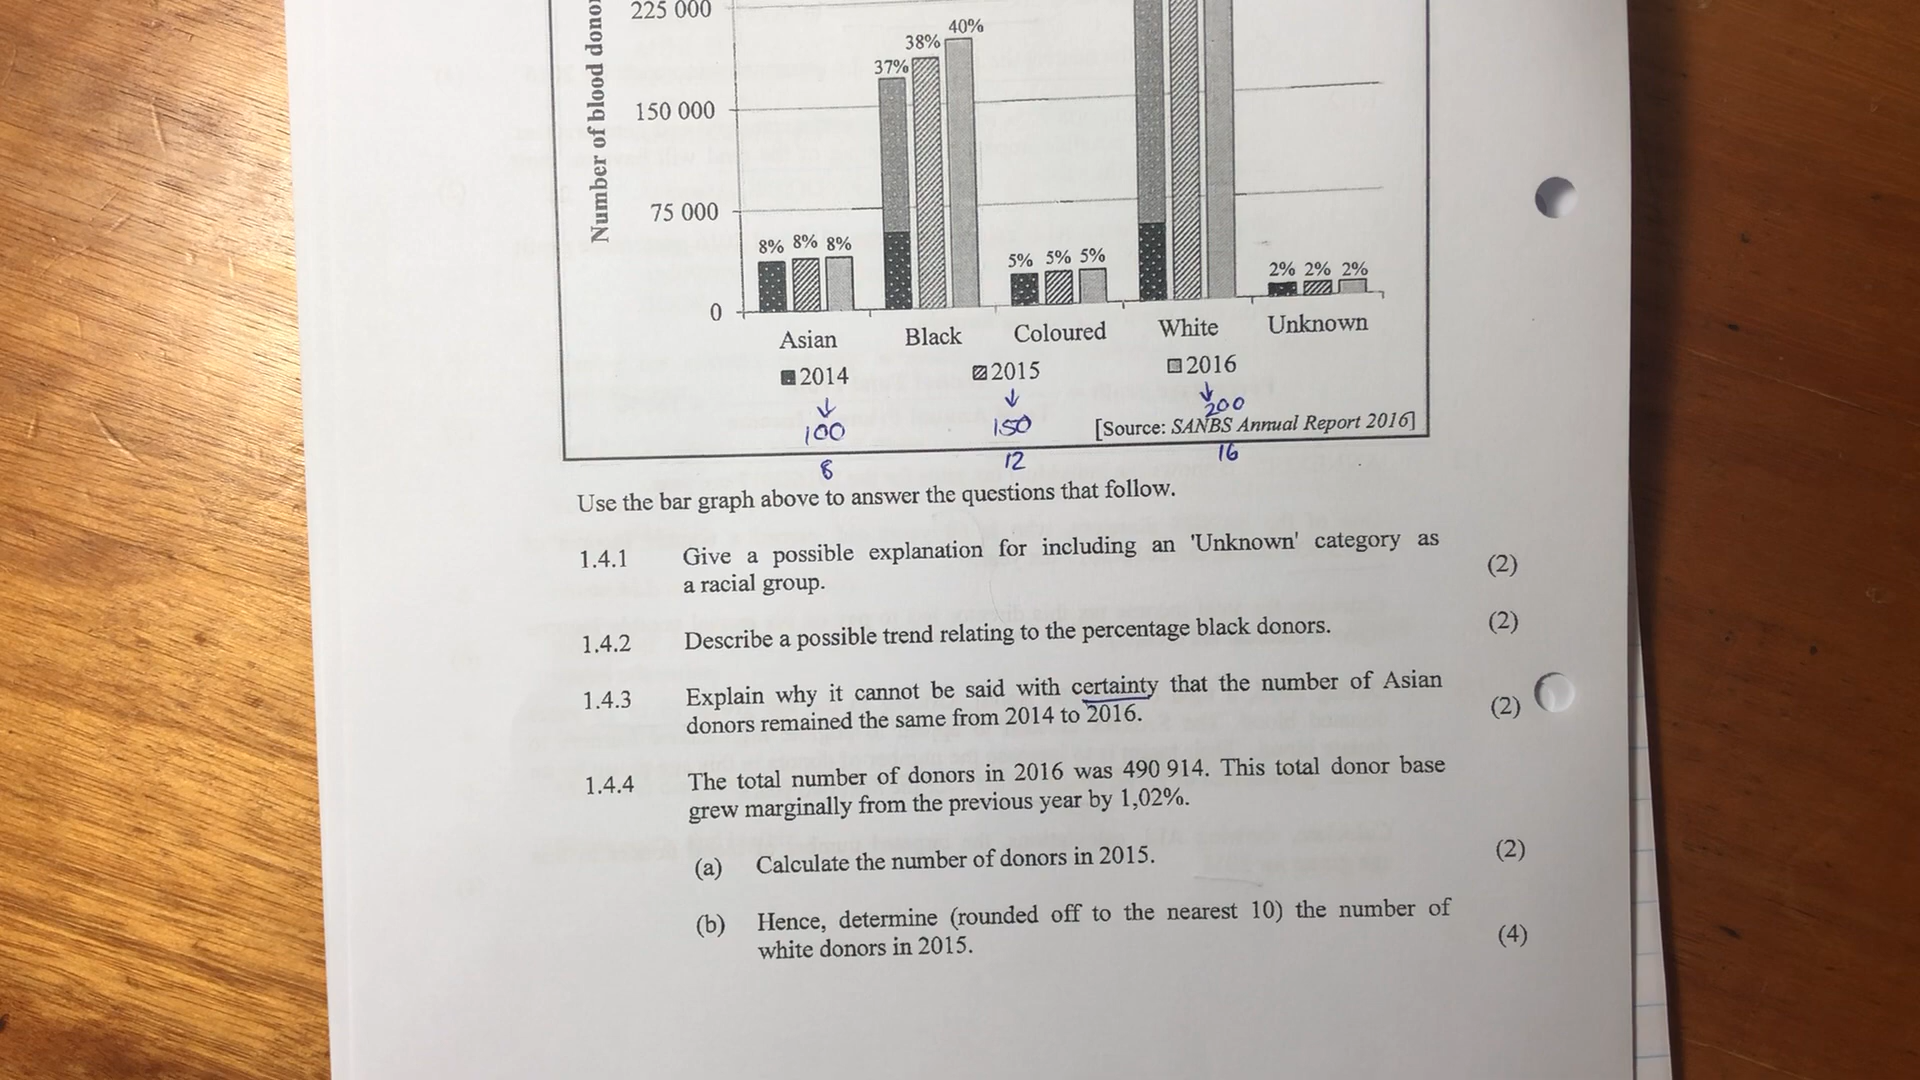 225 000
Number of blood dono
40%
38%
37%
150 000
75 000
8% 8% 8%
5% 5% 5%
2% 2% 2%
0
Asian Black Coloured White Unknown
2014 2015 2016
100 150 200
[Source: SANBS Annual Report 2016]
8 12 16
Use the bar graph above to answer the questions that follow.
1.4.1 Give a possible explanation for including an 'Unknown' category as
a racial group. (2)
1.4.2 Describe a possible trend relating to the percentage black donors. (2)
1.4.3 Explain why it cannot be said with certainty that the number of Asian
donors remained the same from 2014 to 2016. (2)
1.4.4 The total number of donors in 2016 was 490 914. This total donor base
grew marginally from the previous year by 1,02%.
(a) Calculate the number of donors in 2015. (2)
(b) Hence, determine (rounded off to the nearest 10) the number of
white donors in 2015. (4)